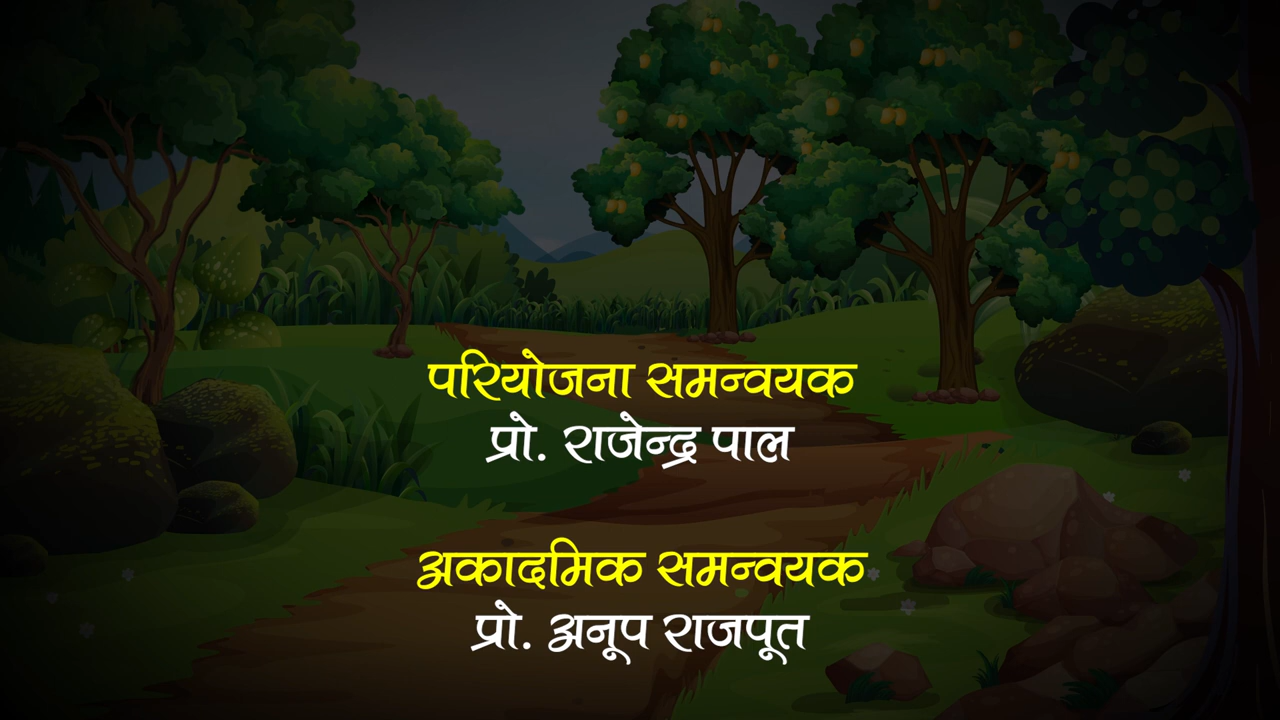 परियोजना समन्वयक
प्रो. राजेन्द्र पाल
अकादमिक समन्वयक
प्रो. अनूप राजपूत